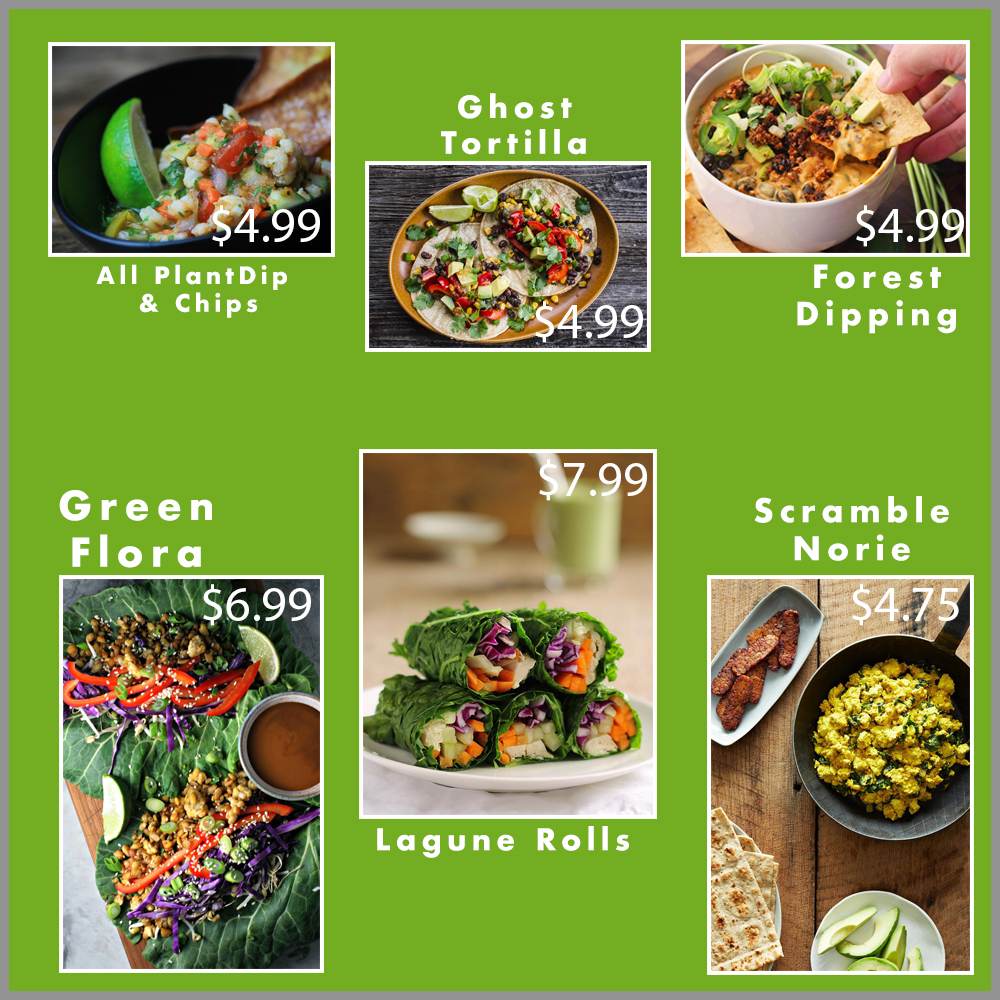 $4.99
All PlantDip
& Chips
Ghost
Tortilla
$4.99
$4.99
Forest
Dipping
Green
Flora
$6.99
$7.99
Lagune Rolls
Scramble
Norie
$4.75